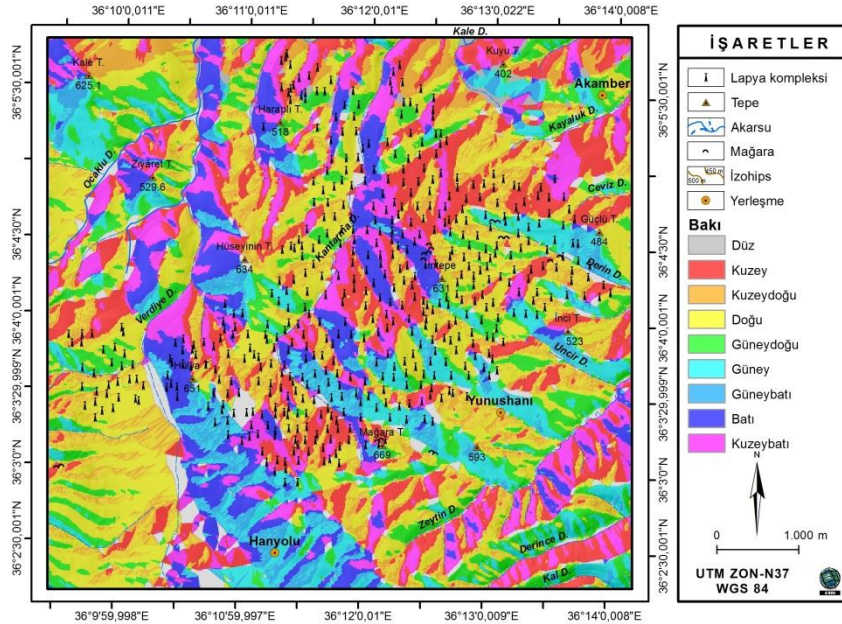 36°10'0,001"E
36°11'0,011"E
36°12'0,01"E
36°13'0,022"E
36°14'0,008"E
Kale D.
Kale T.
625.1
Kuyu T.
402
Akamber
Haraplı T.
518
Kayaluk D.
Ocaklu D.
Ziyaret T.
529.6
Ceviz D.
Güçlü T.
484
Kantarma D.
Hüseyinin T.
634
İntepe
631
Derin D.
Verdiye D.
İnci T.
523
Uncir D.
Hülya T.
651
Yunushanı
Mağara T.
669
593
Zeytin D.
Hanyolu
Derince D.
Kal D.
36°5'30,001"N
36°4'30"N
36°4'0,001"N
36°3'29,999"N
36°3'0"N
36°2'30,001"N
36°5'30,001"N
36°4'30"N
36°4'0,001"N
36°3'29,999"N
36°3'0"N
36°2'30,001"N
36°9'59,998"E
36°10'59,997"E
36°12'0,01"E
36°13'0,009"E
36°14'0,008"E
İŞARETLER
Lapya kompleksi
Tepe
Akarsu
Mağara
450 m
500 m
İzohips
Yerleşme
Bakı
Düz
Kuzey
Kuzeydoğu
Doğu
Güneydoğu
Güney
Güneybatı
Batı
Kuzeybatı
N
0 1.000 m
UTM ZON-N37
WGS 84